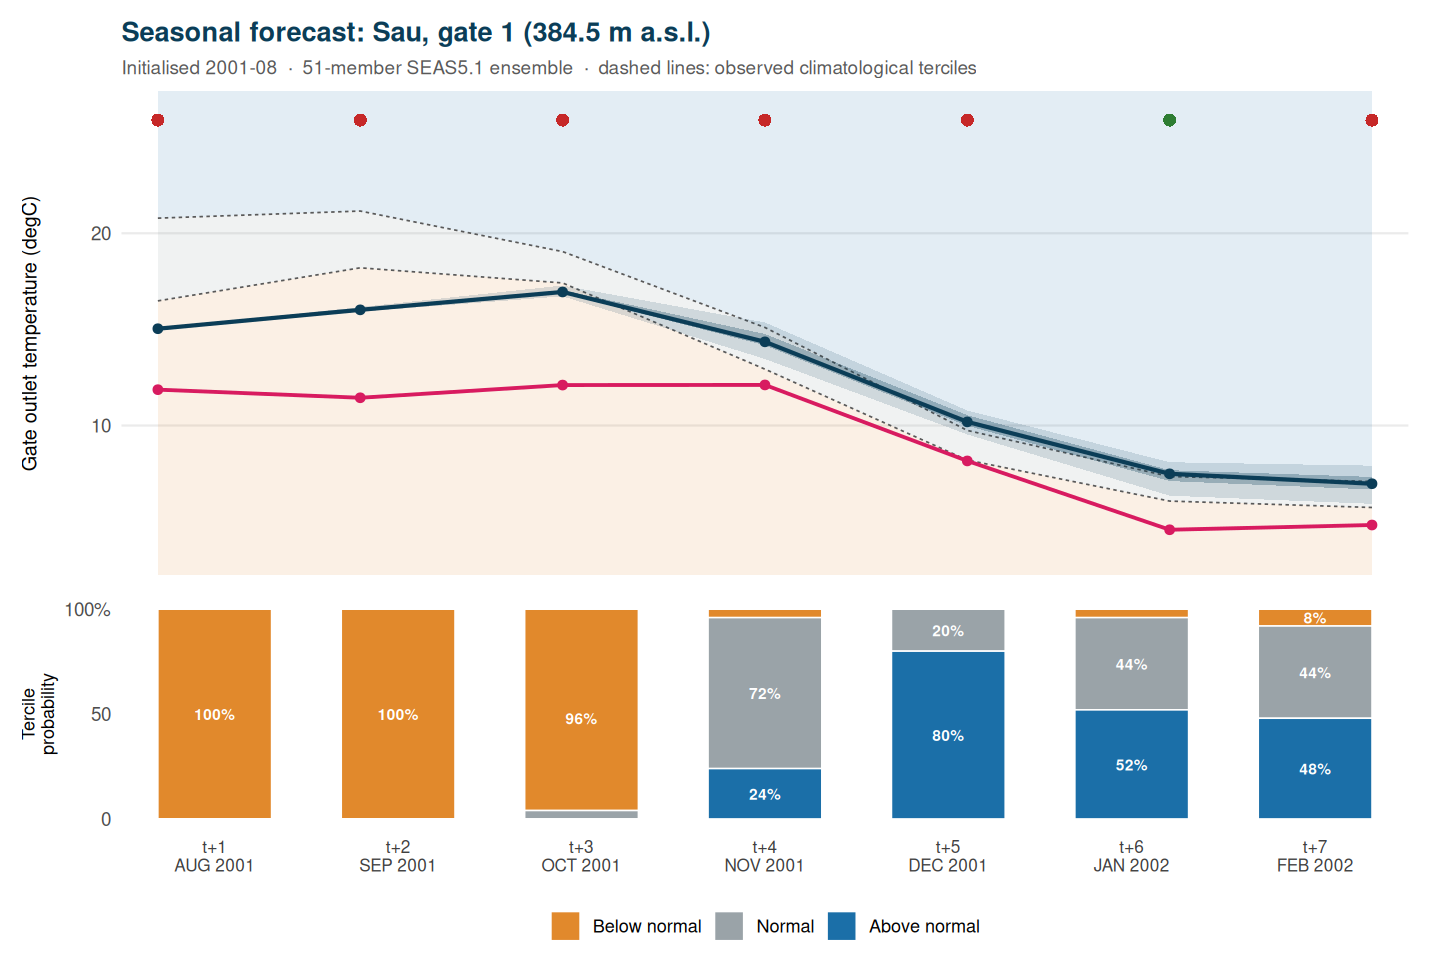 Seasonal forecast: Sau, gate 1 (384.5 m a.s.l.)
Initialised 2001-08 · 51-member SEAS5.1 ensemble · dashed lines: observed climatological terciles
Gate outlet temperature (degC)
20
10
Tercile
probability
100%
50
0
100%
100%
96%
72%
24%
20%
80%
44%
52%
8%
44%
48%
t+1
AUG 2001
t+2
SEP 2001
t+3
OCT 2001
t+4
NOV 2001
t+5
DEC 2001
t+6
JAN 2002
t+7
FEB 2002
Below normal
Normal
Above normal